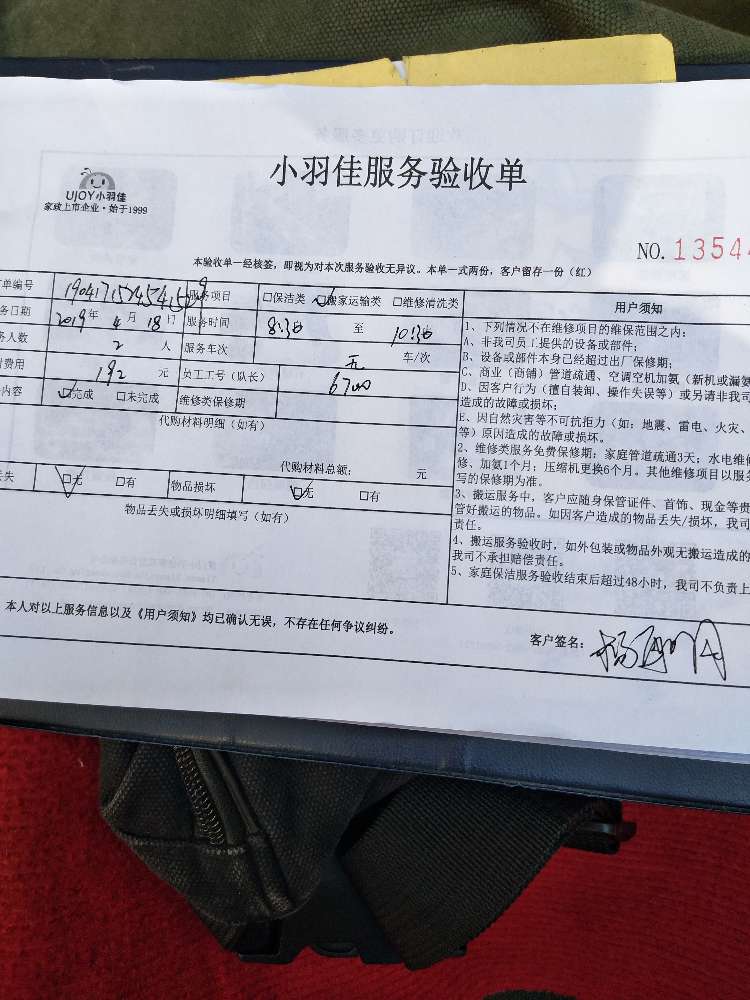 小羽佳服务验收单
UJOY小羽佳
家政上市企业·始于1999
NO. 1354
本验收单一经核签，即视为对本次服务验收无异议。本单一式两份，客户留存一份（红）
单编号 服务项目 □保洁类 ☑搬家运输类 □维修清洗类
务日期 2019年 4月 18日 服务时间 8:30 至 10:30
务人数 2 人 服务车次 无 车/次
费用 192 元 员工工号（队长） 6700
内容 ☑完成 □未完成 维修类保修期
代购材料明细（如有）
代购材料总额： 元
丢失 ☑无 □有 物品损坏 ☑无 □有
物品丢失或损坏明细填写（如有）
用户须知
1、下列情况不在维修项目的维保范围之内：
A、非我司员工提供的设备或部件；
B、设备或部件本身已经超过出厂保修期；
C、商业（商铺）管道疏通、空调空机加氨（新机或漏氨
D、因客户行为（擅自装卸、操作失误等）或另请非我司
造成的故障或损坏；
E、因自然灾害等不可抗拒力（如：地震、雷电、火灾、
等）原因造成的故障或损坏。
2、维修类服务免费保修期：家庭管道疏通3天；水电维
修、加氨1个月；压缩机更换6个月。其他维修项目以服务
写的保修期为准。
3、搬运服务中，客户应随身保管证件、首饰、现金等贵
管好搬运的物品。如因客户造成的物品丢失/损坏，我司
责任。
4、搬运服务验收时，如外包装或物品外观无搬运造成的
我司不承担赔偿责任。
5、家庭保洁服务验收结束后超过48小时，我司不负责上
本人对以上服务信息以及《用户须知》均已确认无误，不存在任何争议纠纷。
客户签名：